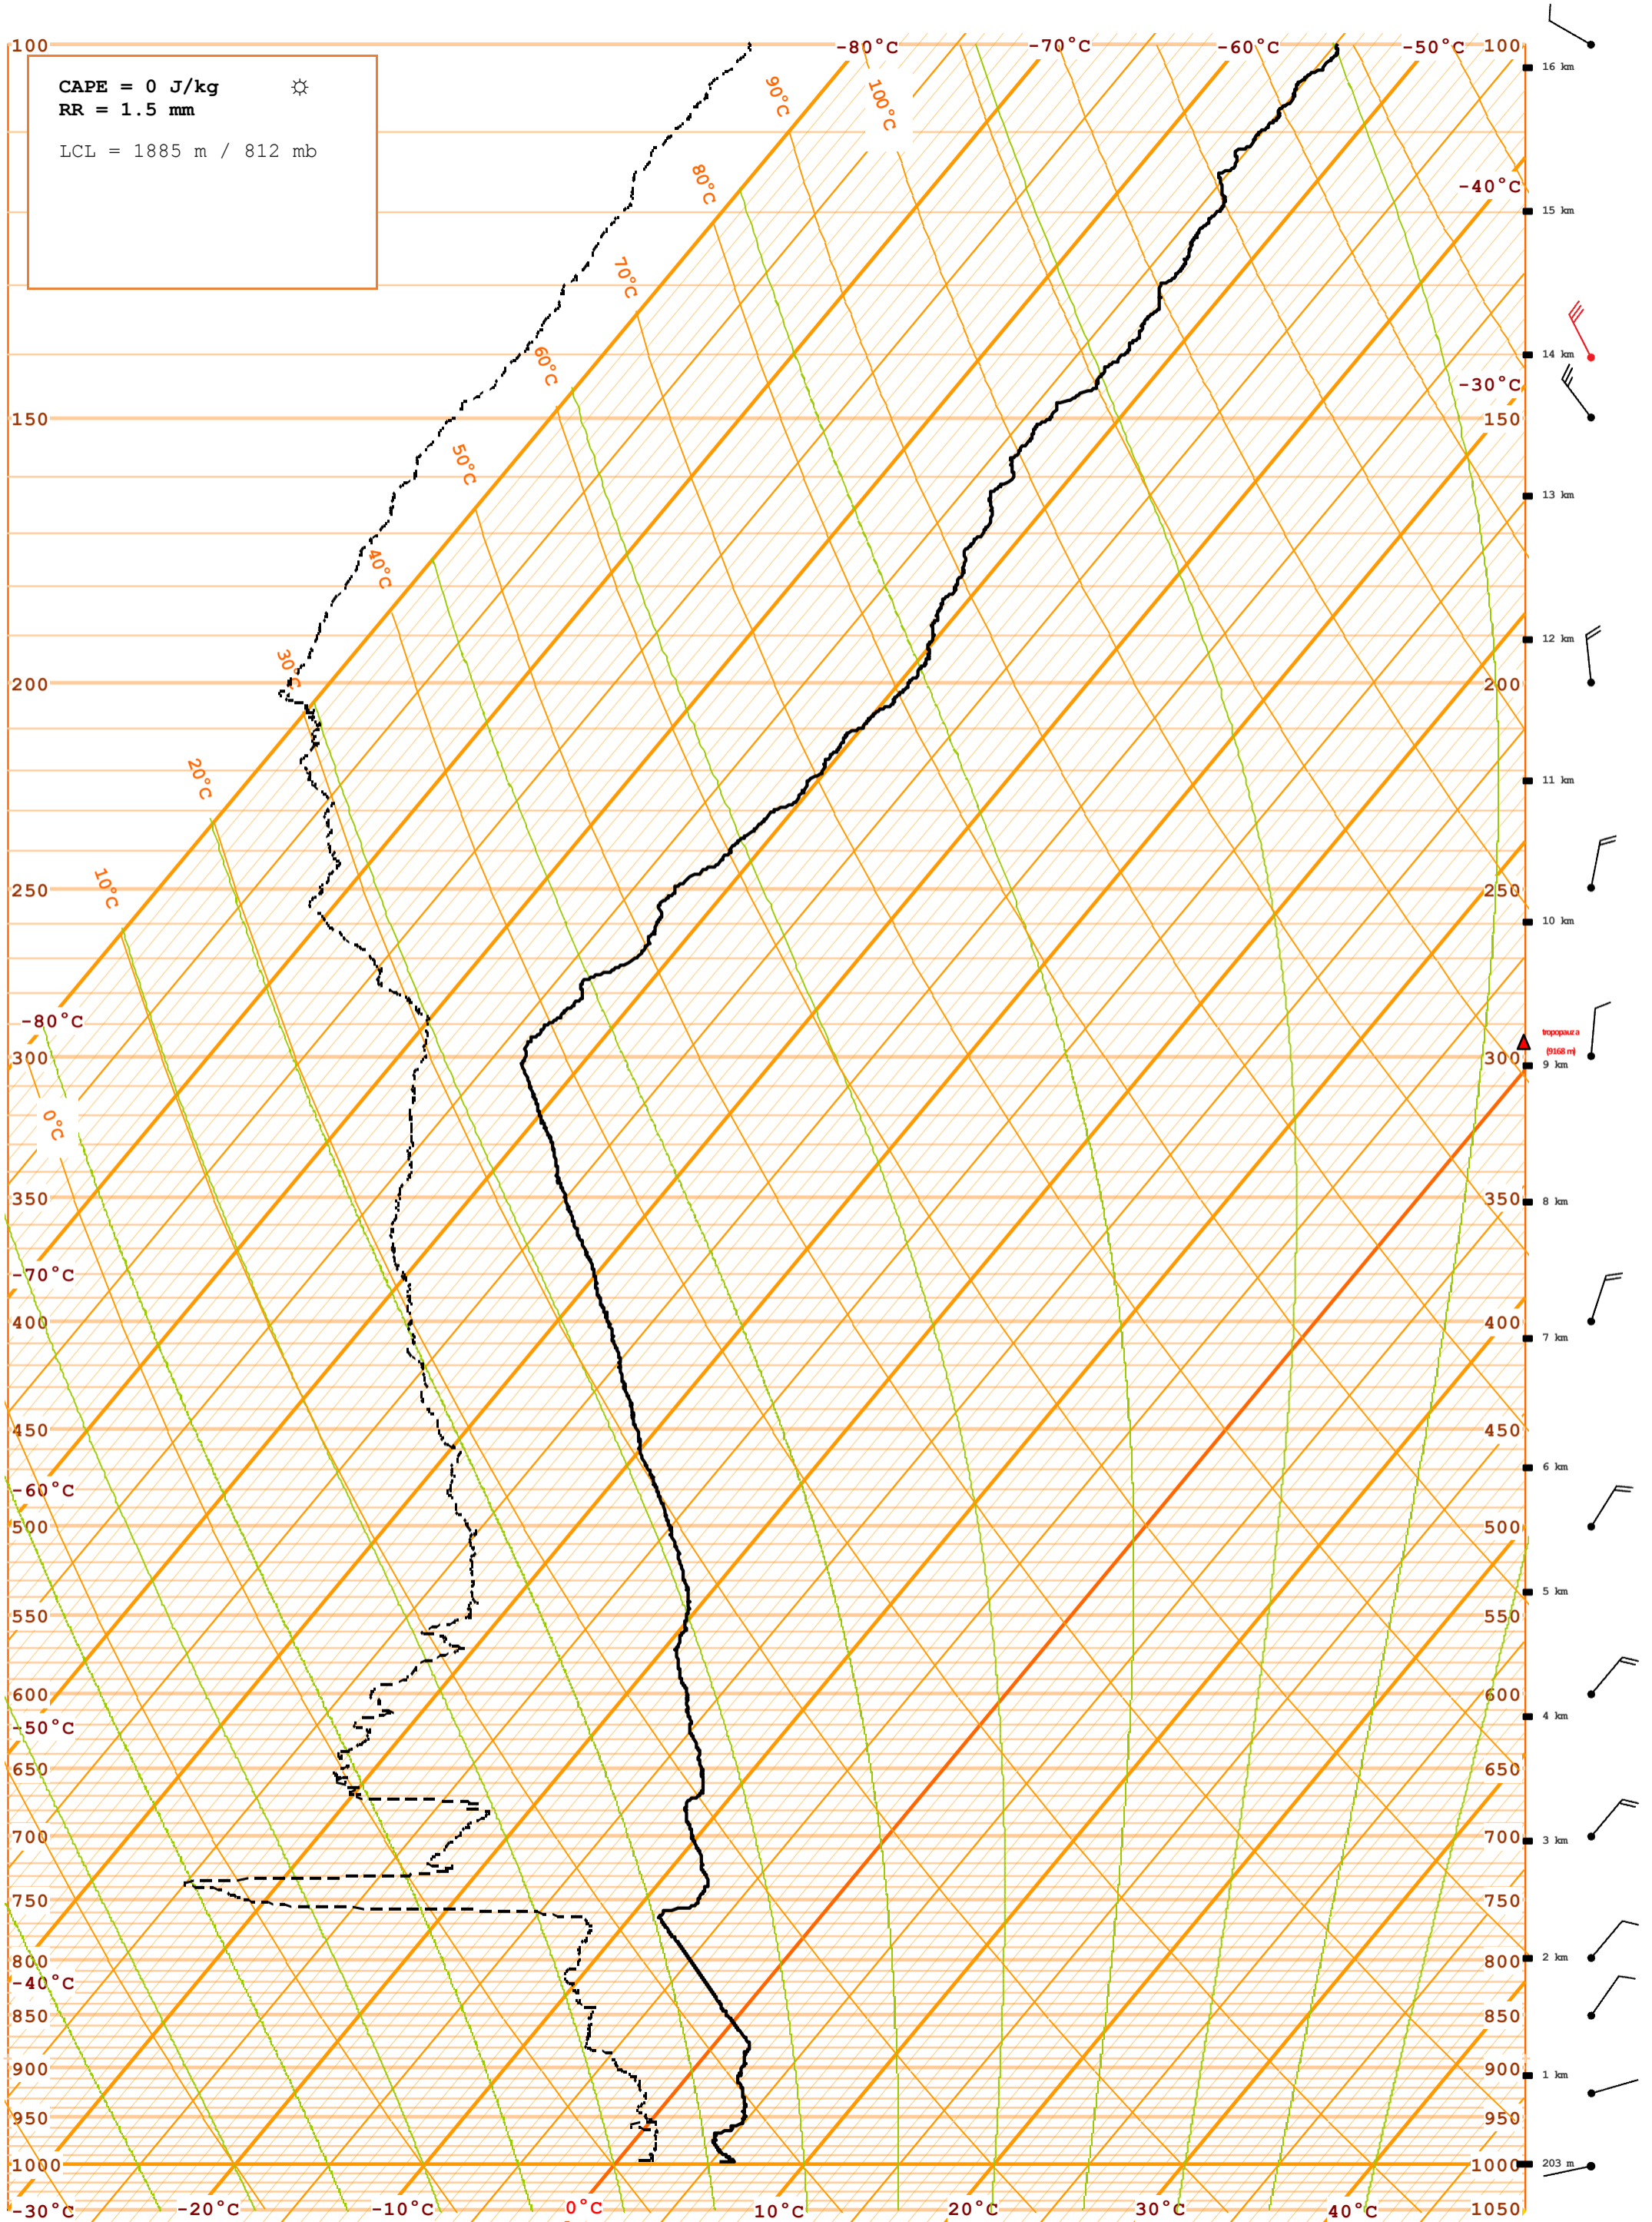 100 -80°C -70°C -60°C -50°C 100
16 km
CAPE = 0 J/kg ☼
RR = 1.5 mm
LCL = 1885 m / 812 mb
90°C
100°C
80°C
-40°C
15 km
70°C
14 km
60°C
-30°C
150 150
50°C
13 km
40°C
12 km
30°C
200 200
20°C
11 km
10°C
250 250
10 km
-80°C
tropopauza
(9168 m)
300 300
9 km
0°C
350 350
8 km
-70°C
400 400
7 km
450 450
6 km
-60°C
500 500
5 km
550 550
600 600
4 km
-50°C
650 650
700 700
3 km
750 750
2 km
800 800
-40°C
850 850
900 900
1 km
950 950
1000 1000 203 m
-30°C -20°C -10°C 0°C 10°C 20°C 30°C 40°C 1050